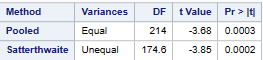 Method Variances DF t Value Pr > |t|
Pooled Equal 214 -3.68 0.0003
Satterthwaite Unequal 174.6 -3.85 0.0002